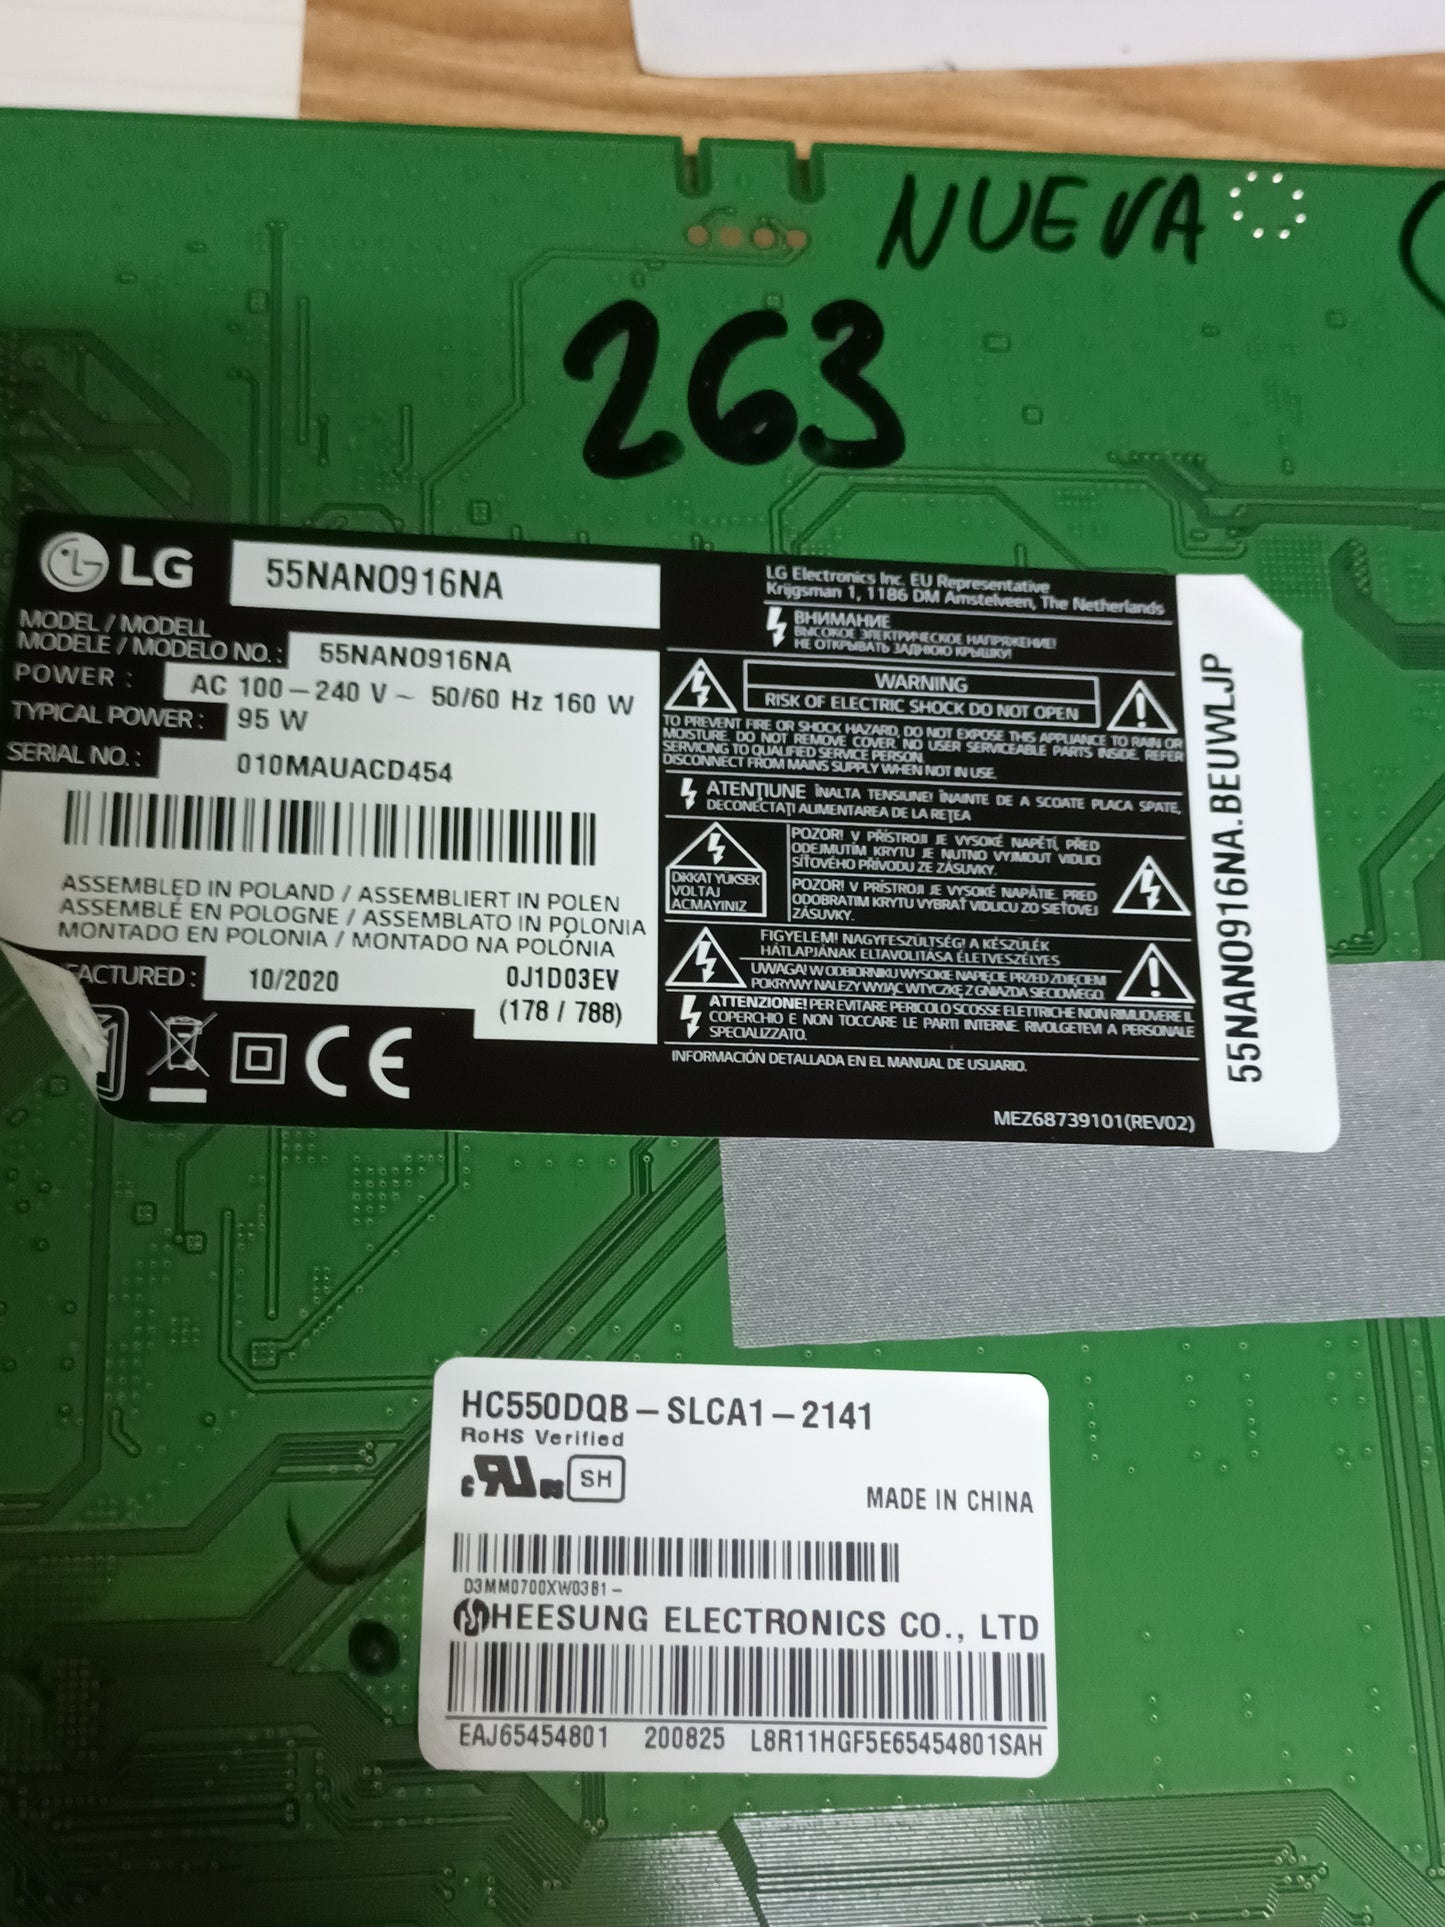 NUEVA
263
LG
55NANO916NA
MODEL / MODELL
MODELE / MODELO NO. :
55NANO916NA
POWER :
AC 100 – 240 V ~ 50/60 Hz 160 W
TYPICAL POWER :
95 W
SERIAL NO. :
010MAUACD454
ASSEMBLED IN POLAND / ASSEMBLIERT IN POLEN
ASSEMBLÉ EN POLOGNE / ASSEMBLATO IN POLONIA
MONTADO EN POLONIA / MONTADO NA POLÓNIA
FACTURED :
10/2020
0J1D03EV
(178 / 788)
CE
LG Electronics Inc. EU Representative
Krijgsman 1, 1186 DM Amstelveen, The Netherlands
ВНИМАНИЕ
ВЫСОКОЕ ЭЛЕКТРИЧЕСКОЕ НАПРЯЖЕНИЕ!
НЕ ОТКРЫВАТЬ ЗАДНЮЮ КРЫШКУ!
WARNING
RISK OF ELECTRIC SHOCK DO NOT OPEN
TO PREVENT FIRE OR SHOCK HAZARD, DO NOT EXPOSE THIS APPLIANCE TO RAIN OR
MOISTURE. DO NOT REMOVE COVER. NO USER SERVICEABLE PARTS INSIDE. REFER
SERVICING TO QUALIFIED SERVICE PERSON.
DISCONNECT FROM MAINS SUPPLY WHEN NOT IN USE.
ATENȚIUNE ÎNALTA TENSIUNE! ÎNAINTE DE A SCOATE PLACA SPATE,
DECONECTAȚI ALIMENTAREA DE LA REȚEA
DIKKAT YUKSEK
VOLTAJ
ACMAYINIZ
POZOR! V PŘÍSTROJI JE VYSOKÉ NAPĚTÍ, PŘED
ODEJMUTÍM KRYTU JE NUTNO VYJMOUT VIDLICI
SÍŤOVÉHO PŘÍVODU ZE ZÁSUVKY.
POZOR! V PRÍSTROJI JE VYSOKÉ NAPÄTIE. PRED
ODOBRATIM KRYTU VYBRAŤ VIDLICU ZO SIEŤOVEJ
ZÁSUVKY.
FIGYELEM! NAGYFESZÜLTSÉG! A KÉSZÜLÉK
HÁTLAPJÁNAK ELTAVOLÍTÁSA ÉLETVESZÉLYES
UWAGA! W ODBIORNIKU WYSOKIE NAPIĘCIE PRZED ZDJĘCIEM
POKRYWY NALEŻY WYJĄĆ WTYCZKĘ Z GNIAZDA SIECIOWEGO.
ATTENZIONE! PER EVITARE PERICOLO SCOSSE ELETTRICHE NON RIMUOVERE IL
COPERCHIO E NON TOCCARE LE PARTI INTERNE. RIVOLGETEVI A PERSONALE
SPECIALIZZATO.
INFORMACIÓN DETALLADA EN EL MANUAL DE USUARIO.
MEZ68739101(REV02)
55NANO916NA.BEUWLJP
HC550DQB – SLCA1 – 2141
RoHS Verified
SH
MADE IN CHINA
D3MM0700XW03B1 –
HEESUNG ELECTRONICS CO., LTD
EAJ65454801 200825 L8R11HGF5E65454801SAH